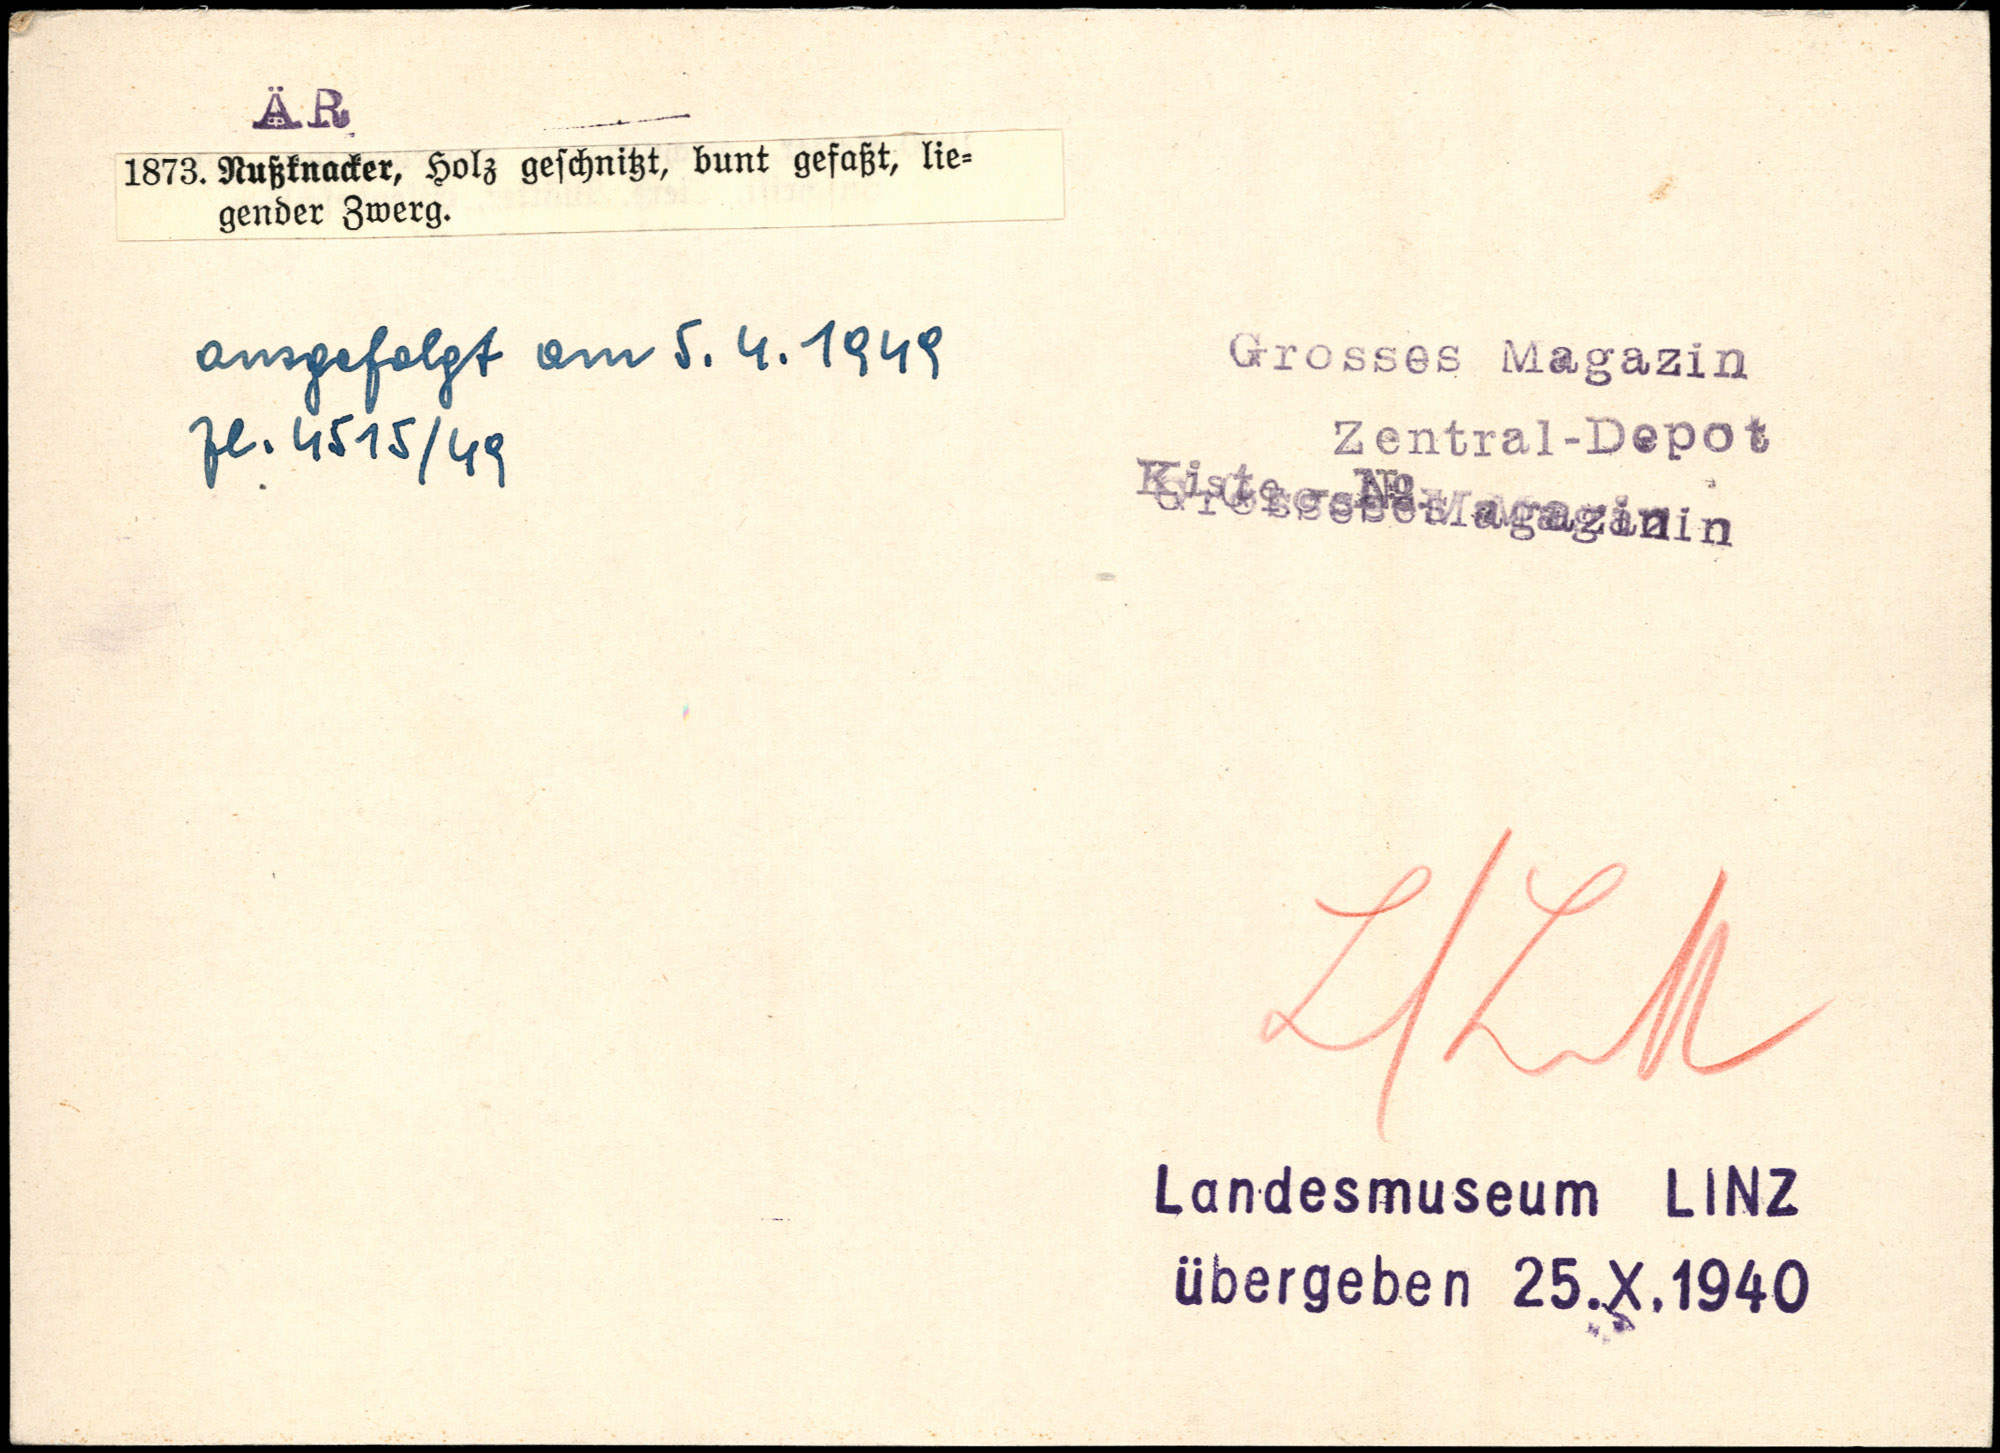 ÄR
1873. Nußknacker, Holz geschnitzt, bunt gefaßt, lie=
gender Zwerg.
ausgefolgt am 5. 4. 1949
Zl. 4515/49
Grosses Magazin
Zentral-Depot
Kiste No
Grosses Magazin
Landesmuseum LINZ
übergeben 25.X.1940